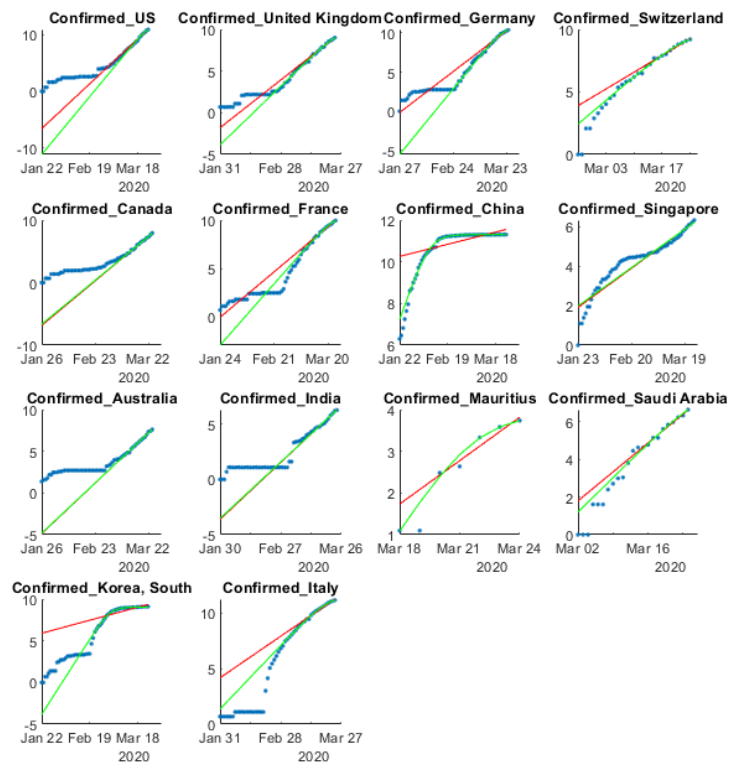 Confirmed_US
10
0
-10
Jan 22 Feb 19 Mar 18
2020
Confirmed_United Kingdom
10
5
0
-5
Jan 31 Feb 28 Mar 27
2020
Confirmed_Germany
10
5
0
-5
Jan 27 Feb 24 Mar 23
2020
Confirmed_Switzerland
10
5
0
Mar 03 Mar 17
2020
Confirmed_Canada
10
0
-10
Jan 26 Feb 23 Mar 22
2020
Confirmed_France
10
5
0
Jan 24 Feb 21 Mar 20
2020
Confirmed_China
12
10
8
6
Jan 22 Feb 19 Mar 18
2020
Confirmed_Singapore
6
4
2
0
Jan 23 Feb 20 Mar 19
2020
Confirmed_Australia
10
5
0
-5
Jan 26 Feb 23 Mar 22
2020
Confirmed_India
5
0
-5
Jan 30 Feb 27 Mar 26
2020
Confirmed_Mauritius
4
3
2
1
Mar 18 Mar 21 Mar 24
2020
Confirmed_Saudi Arabia
6
4
2
0
Mar 02 Mar 16
2020
Confirmed_Korea, South
10
5
0
-5
Jan 22 Feb 19 Mar 18
2020
Confirmed_Italy
10
5
0
Jan 31 Feb 28 Mar 27
2020